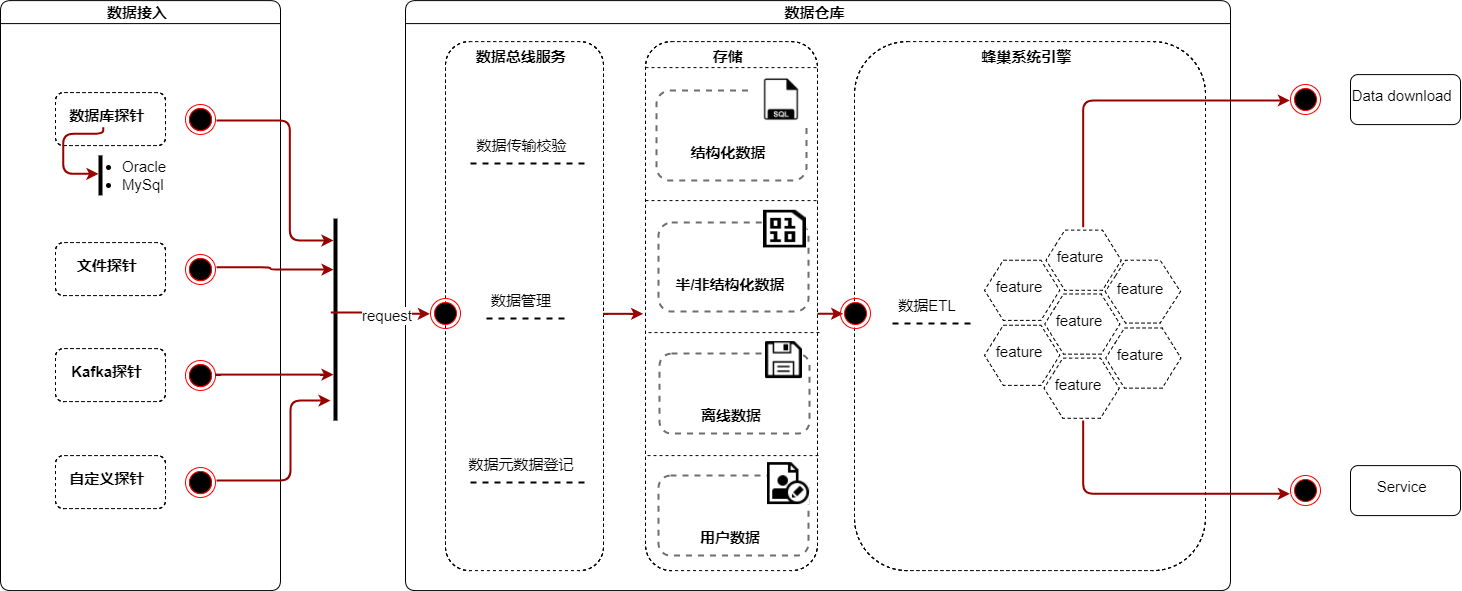 数据接入
数据库探针
Oracle
MySql
文件探针
Kafka探针
自定义探针
request
数据仓库
数据总线服务
数据传输校验
数据管理
数据元数据登记
存储
SQL
结构化数据
01
10
半/非结构化数据
离线数据
用户数据
蜂巢系统引擎
数据ETL
feature
feature
feature
feature
feature
feature
feature
Data download
Service